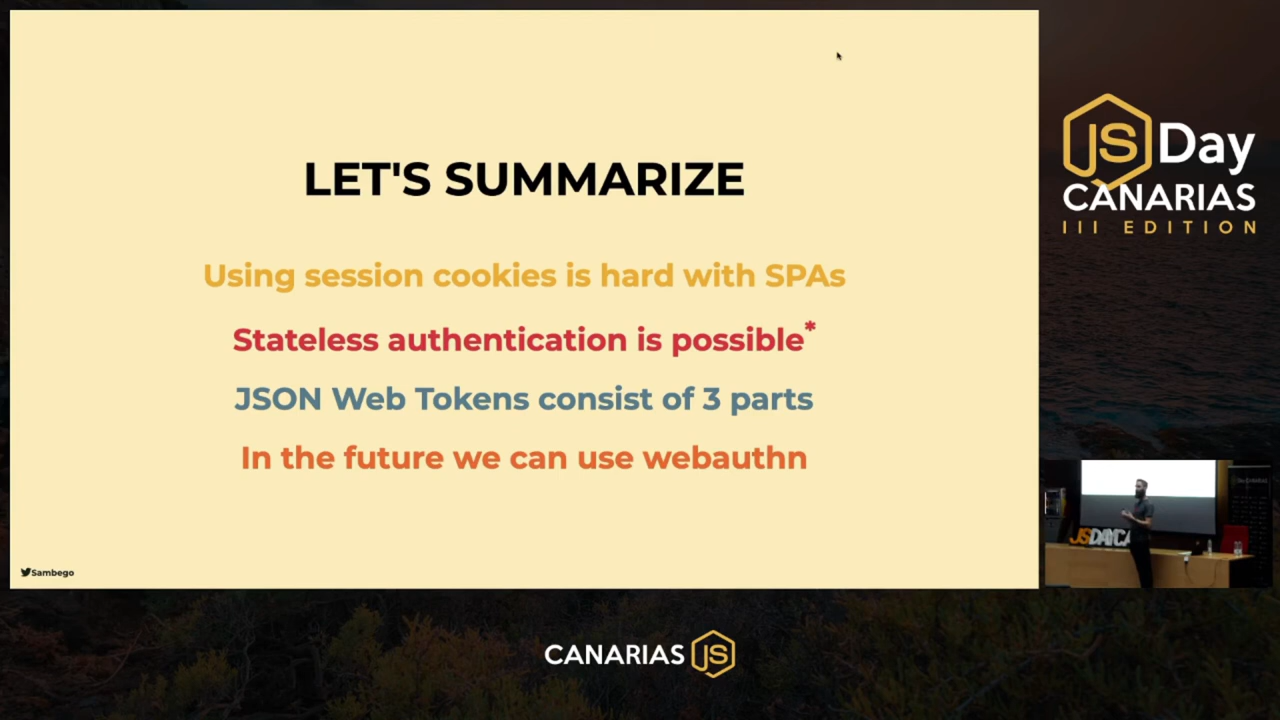 LET'S SUMMARIZE
Using session cookies is hard with SPAs
Stateless authentication is possible*
JSON Web Tokens consist of 3 parts
In the future we can use webauthn
Sambego
JS Day
CANARIAS
III EDITION
JSDAYCA
CANARIAS JS